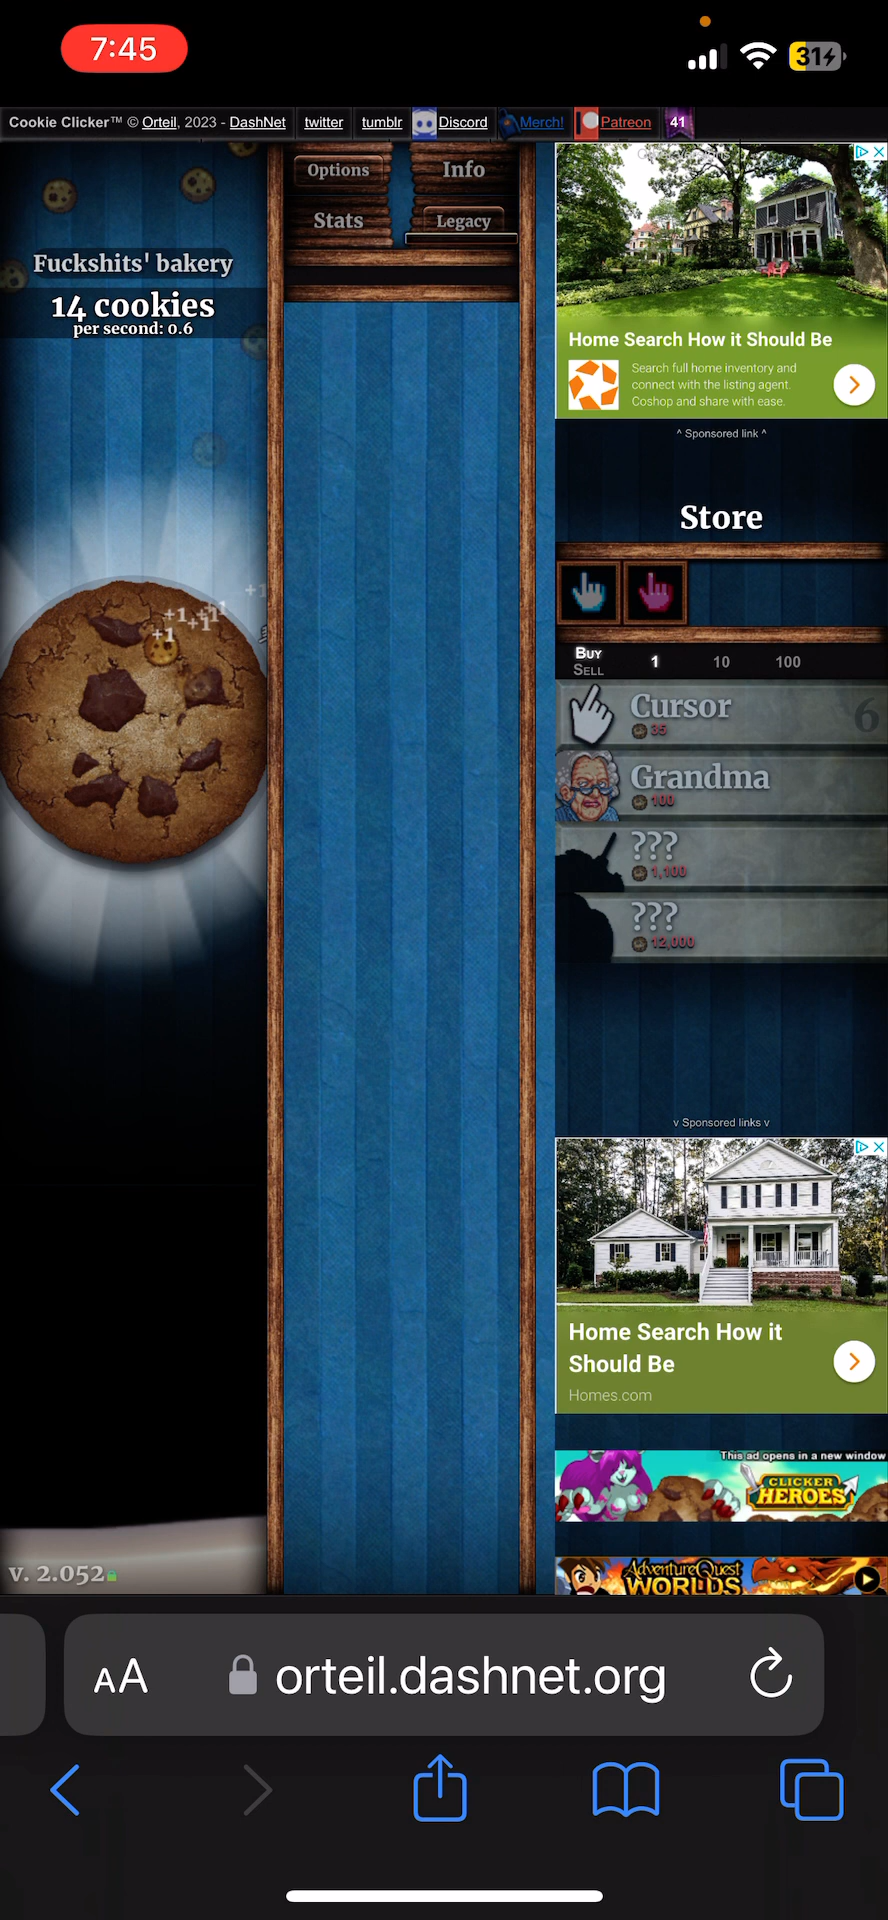 7:45
31
Cookie Clicker™ © Orteil, 2023 - DashNet
twitter
tumblr
Discord
Merch!
Patreon
41
Options
Info
Stats
Legacy
Fuckshits' bakery
14 cookies
per second: 0.6
+1
+1
+1
+1
+1
Home Search How it Should Be
Search full home inventory and
connect with the listing agent.
Coshop and share with ease.
^ Sponsored link ^
Store
Buy
Sell
1
10
100
Cursor
35
6
Grandma
100
???
1,100
???
12,000
v Sponsored links v
Home Search How it
Should Be
Homes.com
This ad opens in a new window
CLICKER
HEROES
AdventureQuest
WORLDS
v. 2.052
AA
orteil.dashnet.org